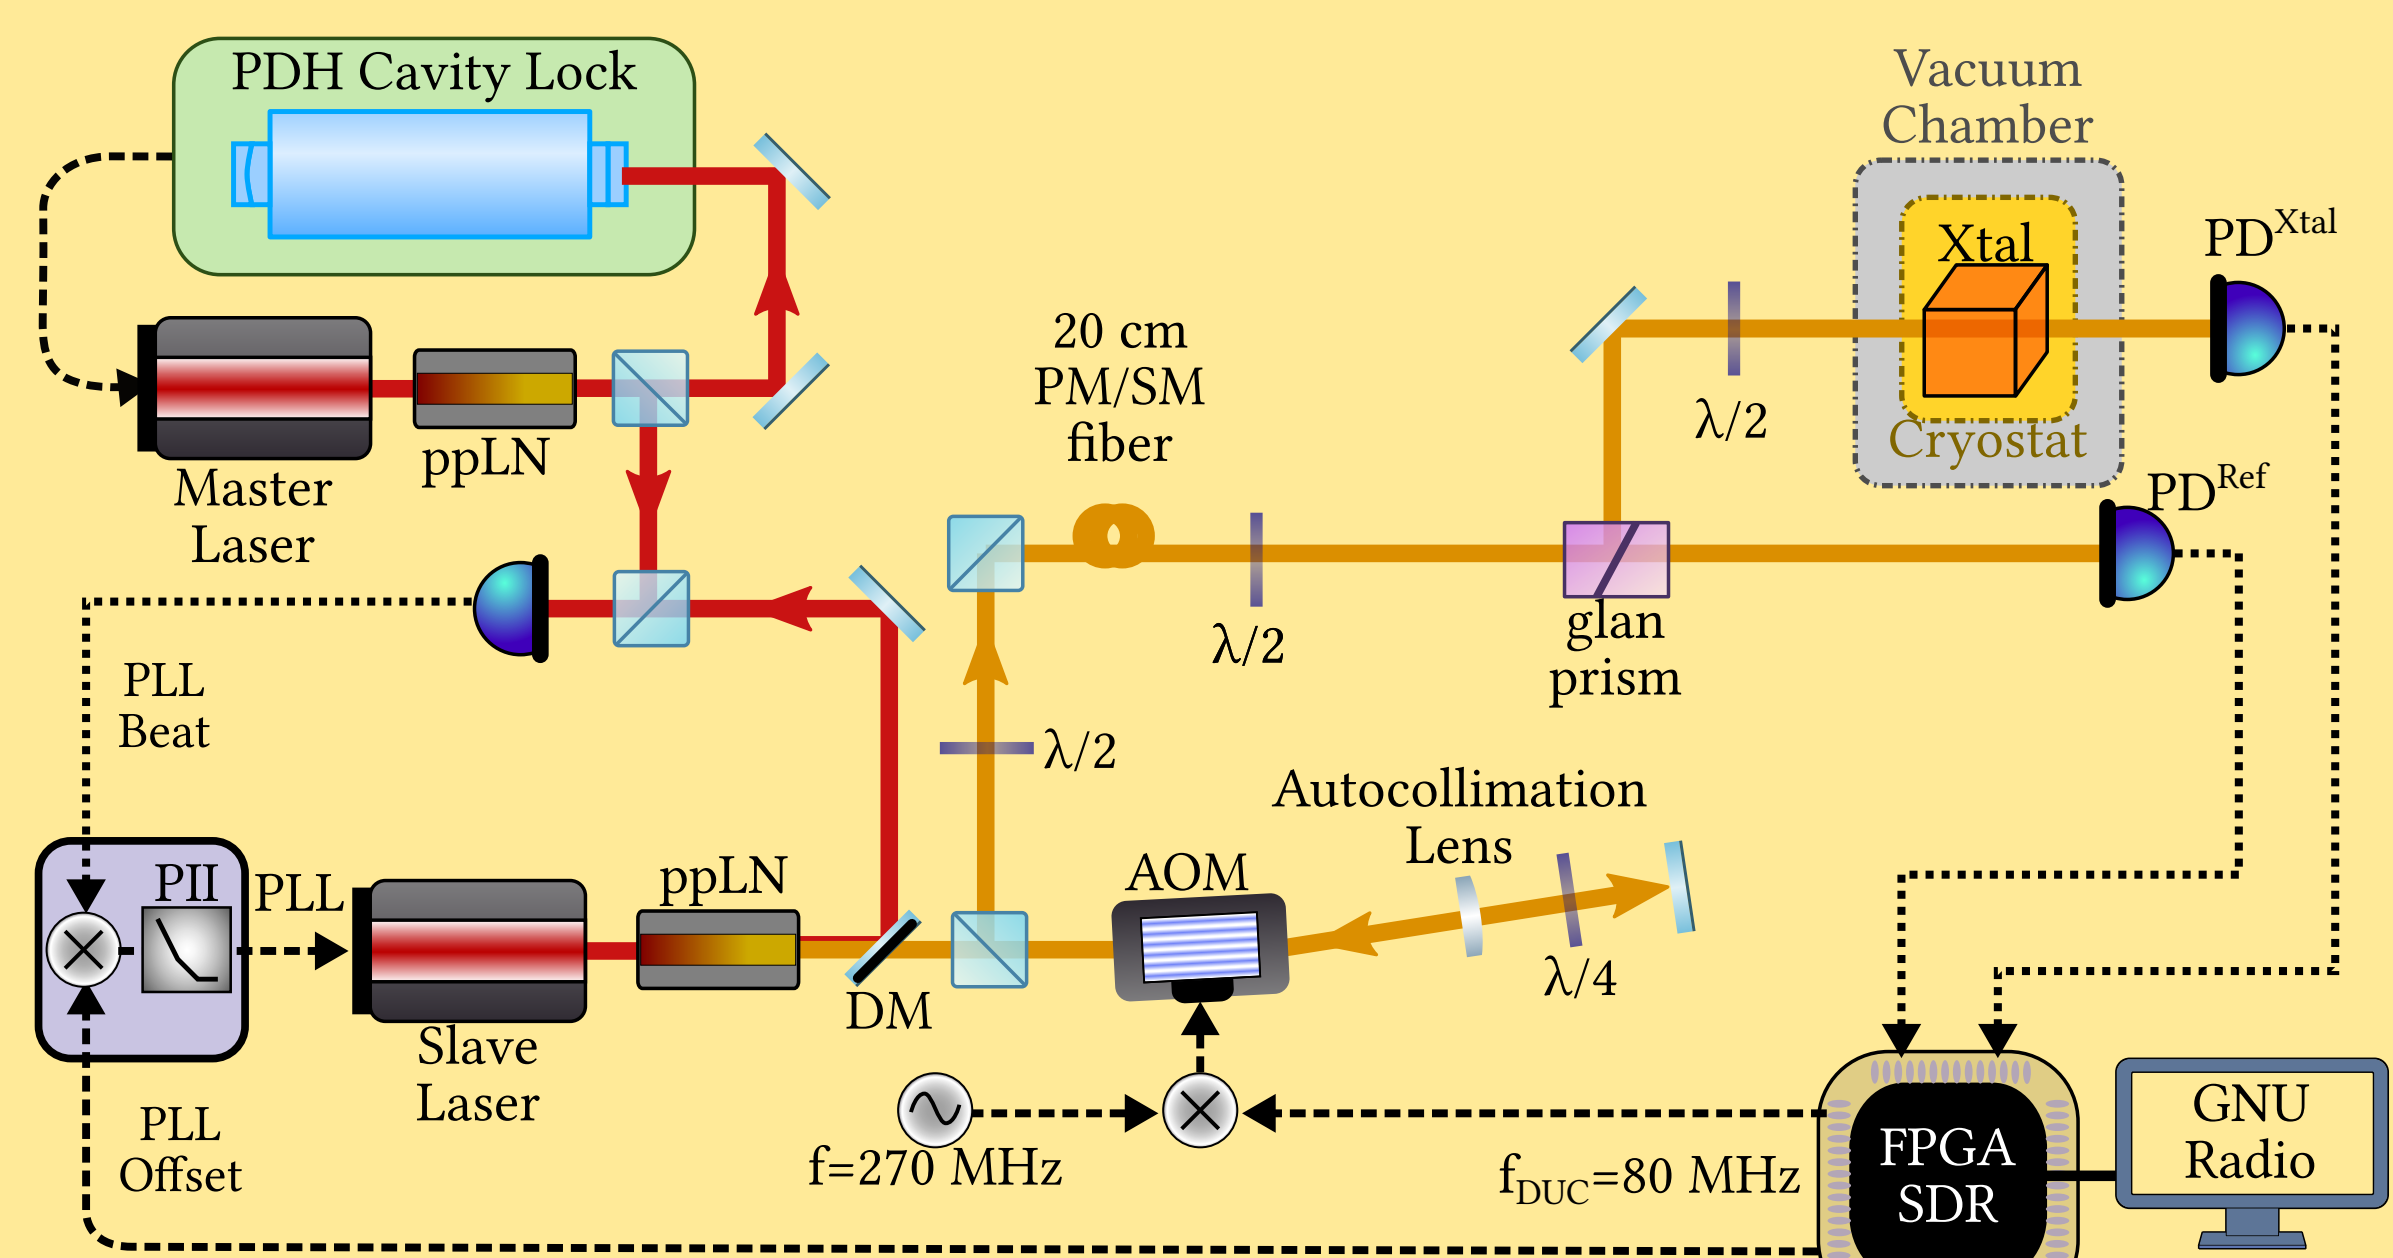 PDH Cavity Lock
Vacuum
Chamber
Xtal
PD^Xtal
Cryostat
20 cm
PM/SM
fiber
λ/2
ppLN
Master
Laser
PD^Ref
λ/2
glan
prism
PLL
Beat
λ/2
Autocollimation
Lens
AOM
PII
PLL
ppLN
λ/4
DM
Slave
Laser
PLL
Offset
f=270 MHz
f_DUC=80 MHz
FPGA
SDR
GNU
Radio